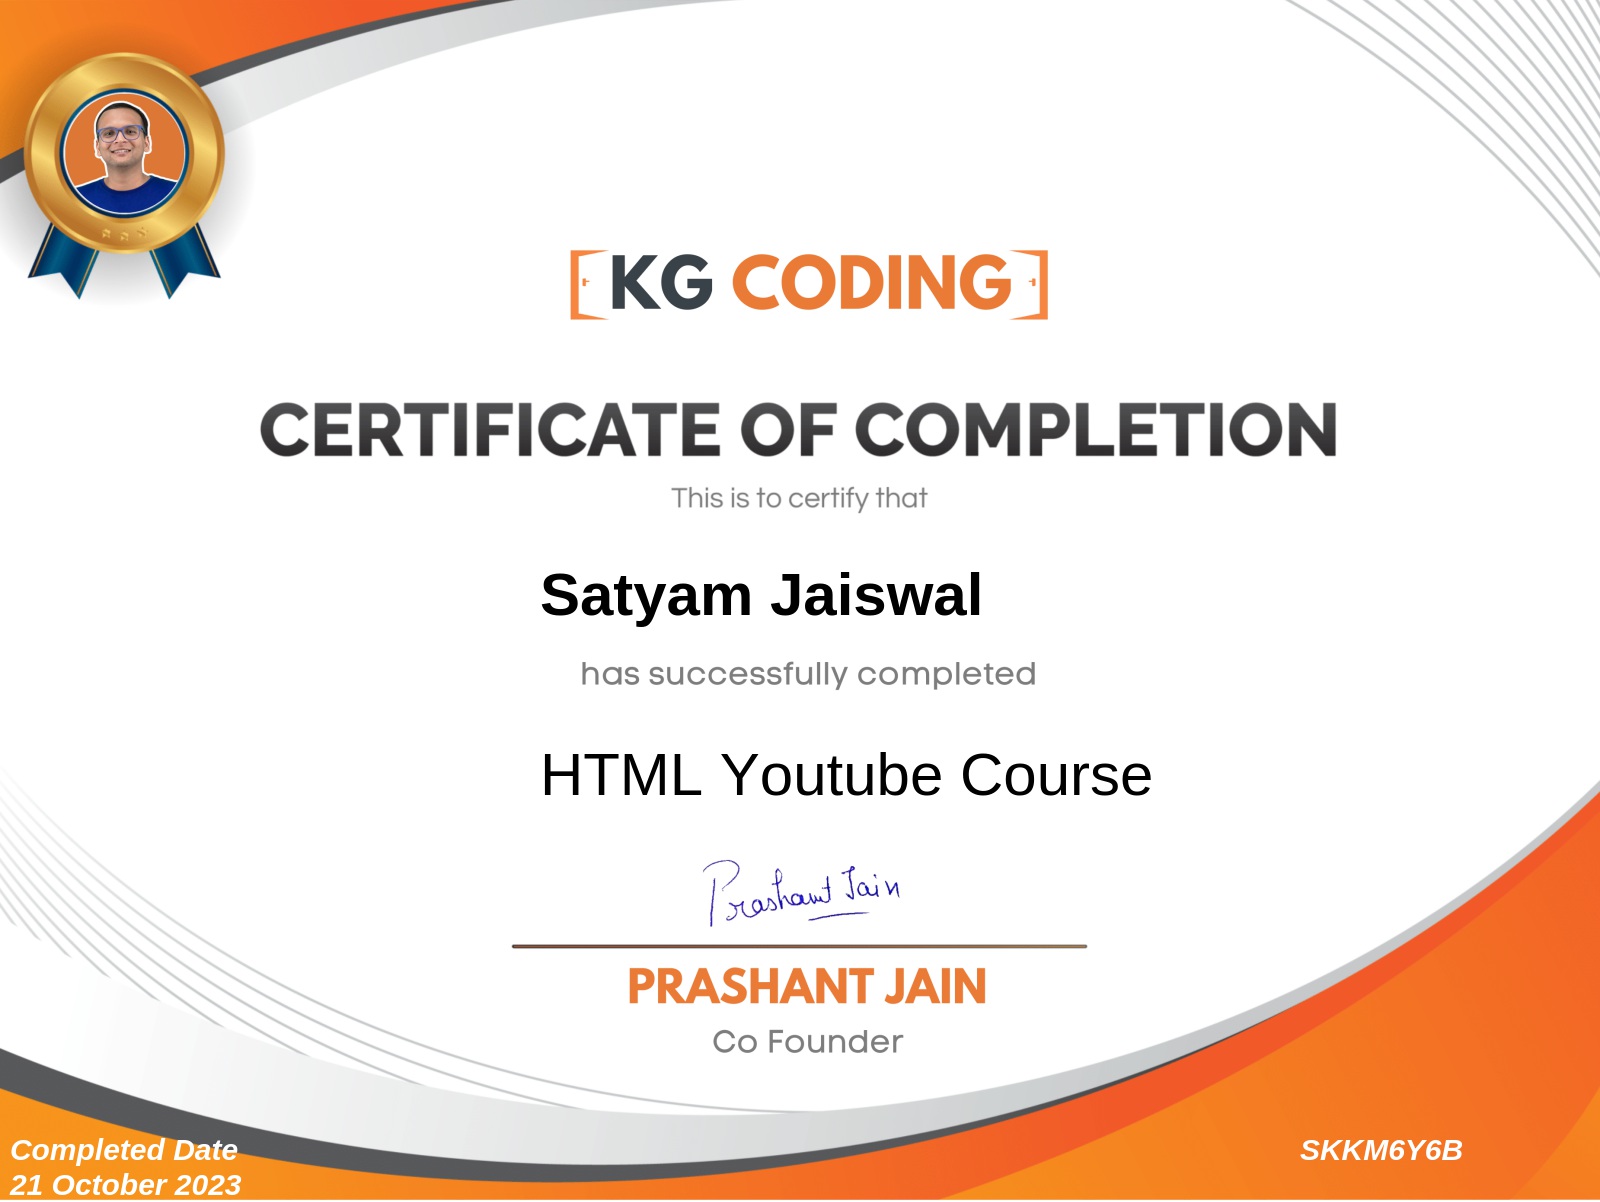 KG CODING
CERTIFICATE OF COMPLETION
This is to certify that
Satyam Jaiswal
has successfully completed
HTML Youtube Course
Prashant Jain
PRASHANT JAIN
Co Founder
Completed Date
21 October 2023
SKKM6Y6B